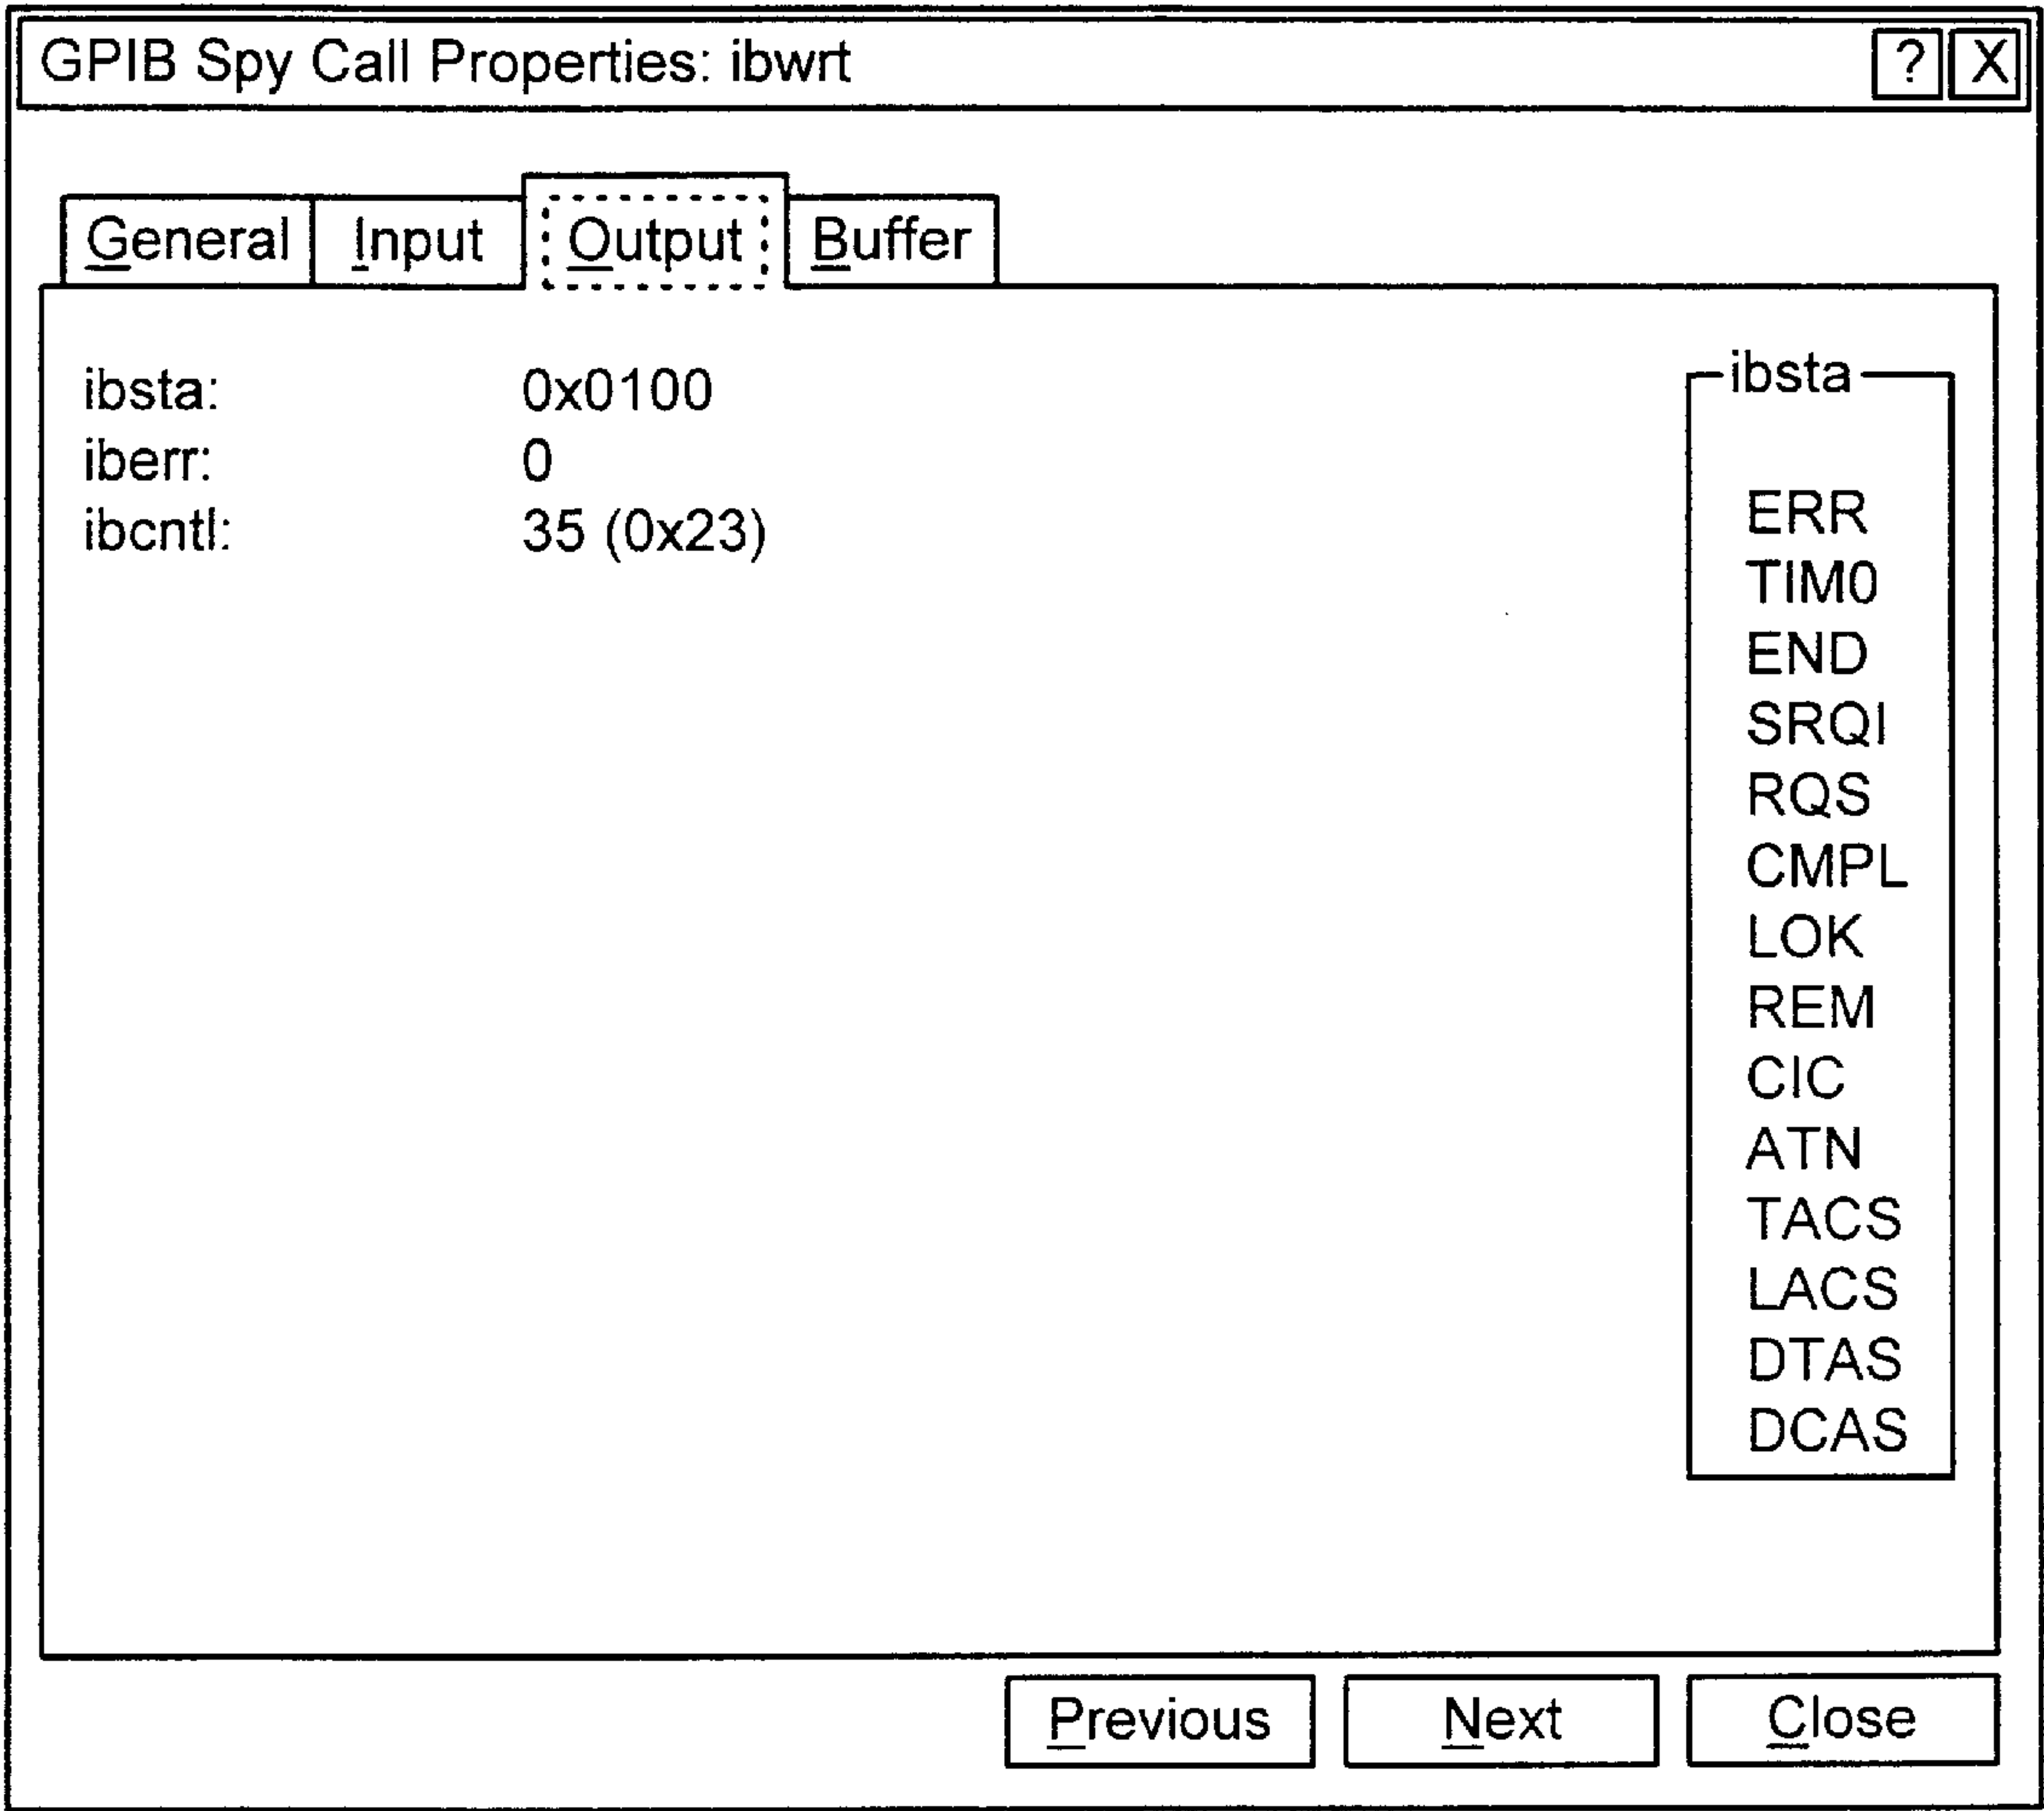 GPIB Spy Call Properties: ibwrt ? X
General Input Output Buffer
ibsta: 0x0100
iberr: 0
ibcntl: 35 (0x23)
ibsta
ERR
TIM0
END
SRQI
RQS
CMPL
LOK
REM
CIC
ATN
TACS
LACS
DTAS
DCAS
Previous Next Close